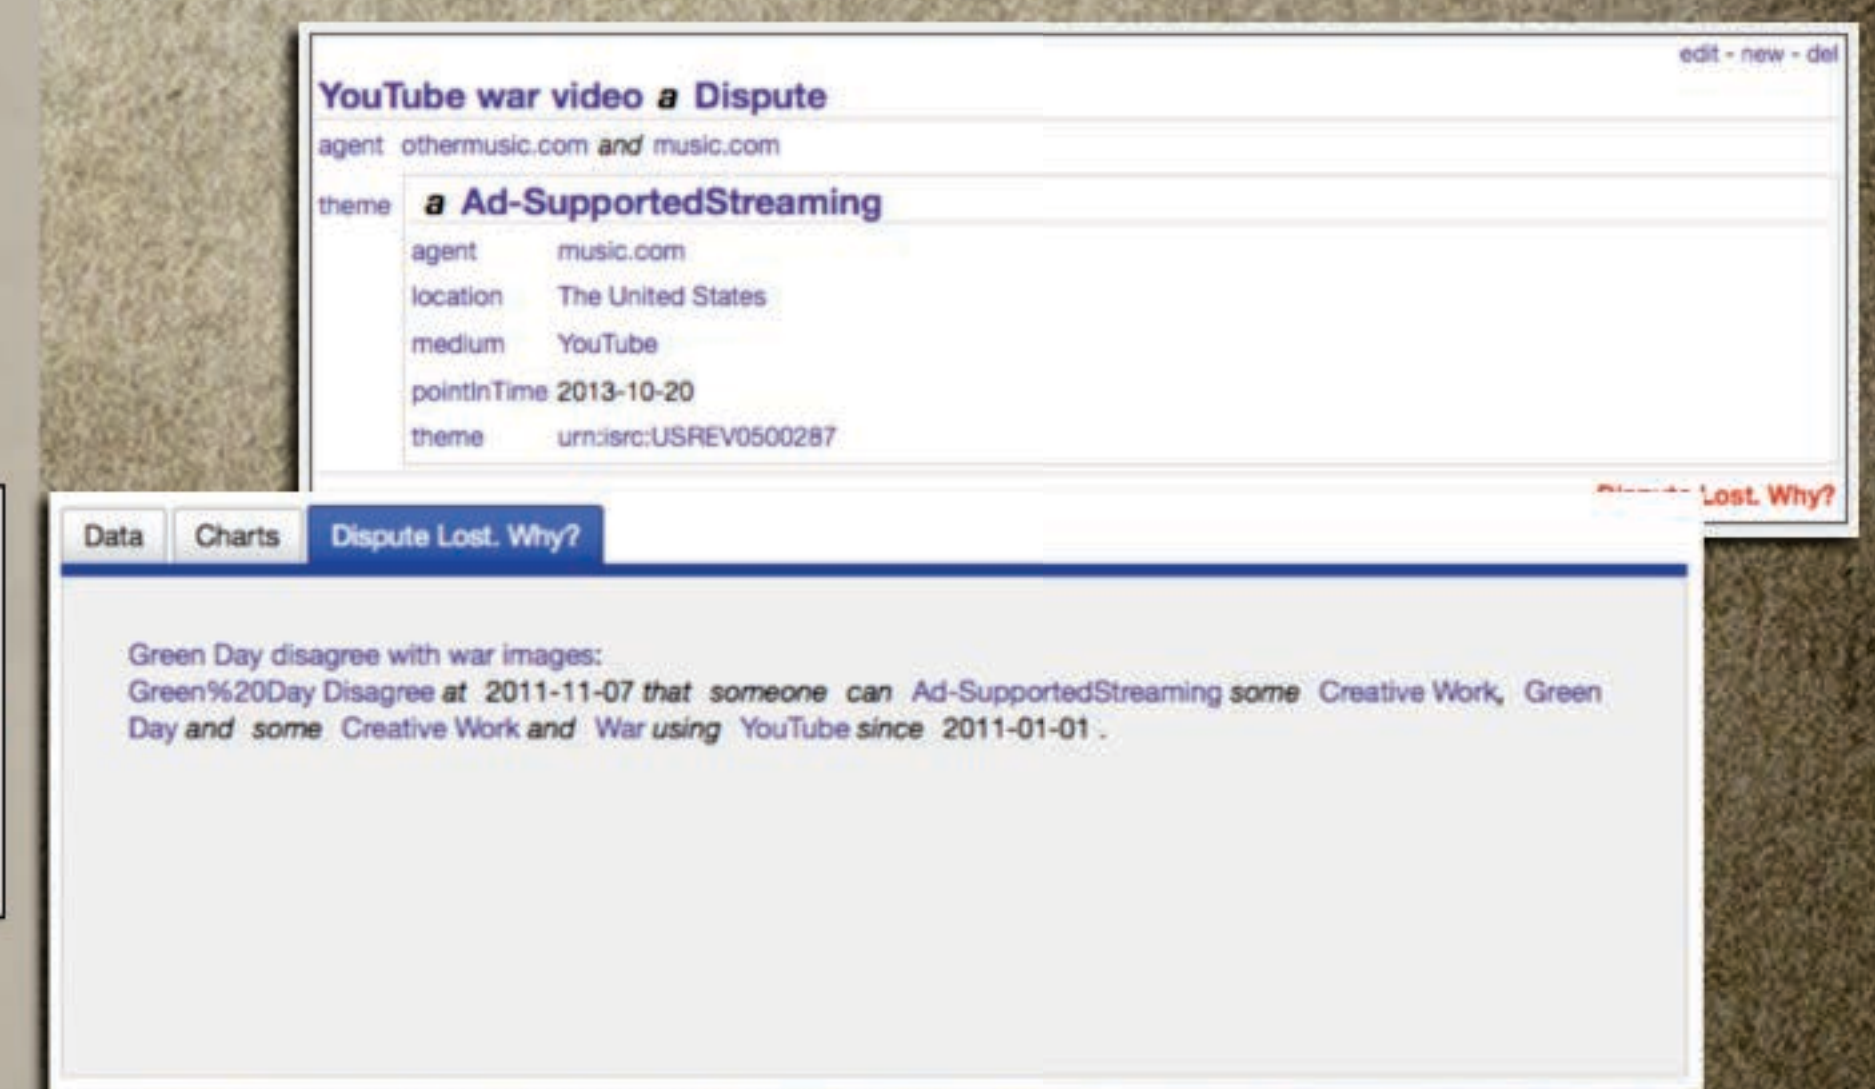 edit - new - del
YouTube war video a Dispute
agent othermusic.com and music.com
theme a Ad-SupportedStreaming
agent music.com
location The United States
medium YouTube
pointInTime 2013-10-20
theme urn:isrc:USREV0500287
Dispute Lost. Why?
Data Charts Dispute Lost. Why?
Green Day disagree with war images:
Green%20Day Disagree at 2011-11-07 that someone can Ad-SupportedStreaming some Creative Work, Green
Day and some Creative Work and War using YouTube since 2011-01-01 .